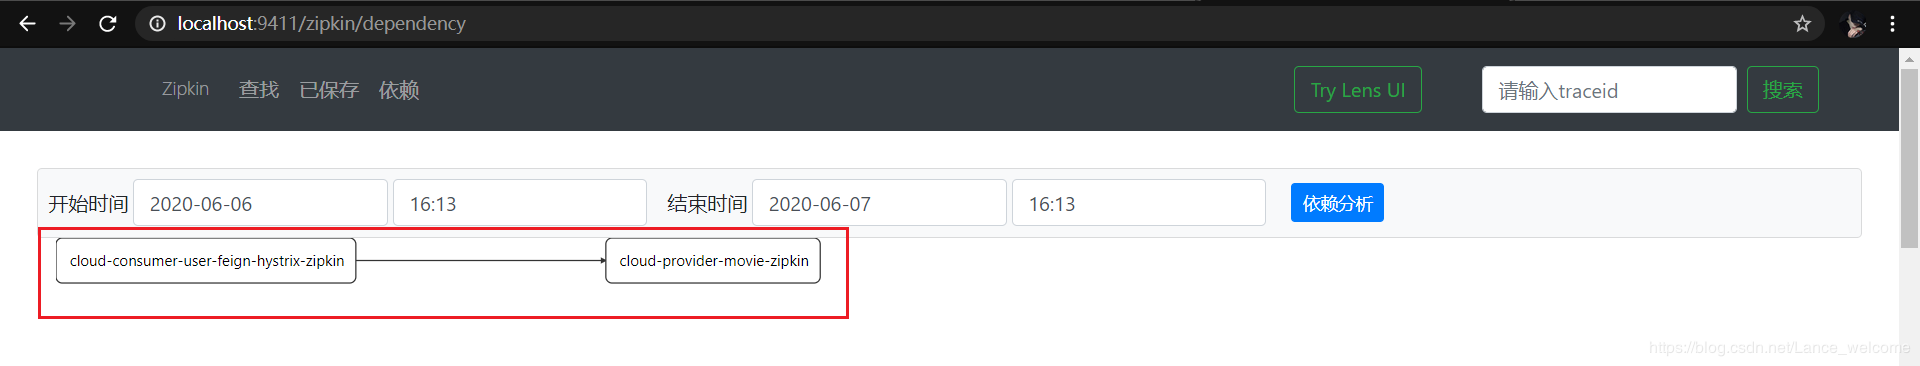 localhost:9411/zipkin/dependency
Zipkin 查找 已保存 依赖 Try Lens UI 请输入traceid 搜索
开始时间 2020-06-06 16:13 结束时间 2020-06-07 16:13 依赖分析
cloud-consumer-user-feign-hystrix-zipkin cloud-provider-movie-zipkin
https://blog.csdn.net/Lance_welcome